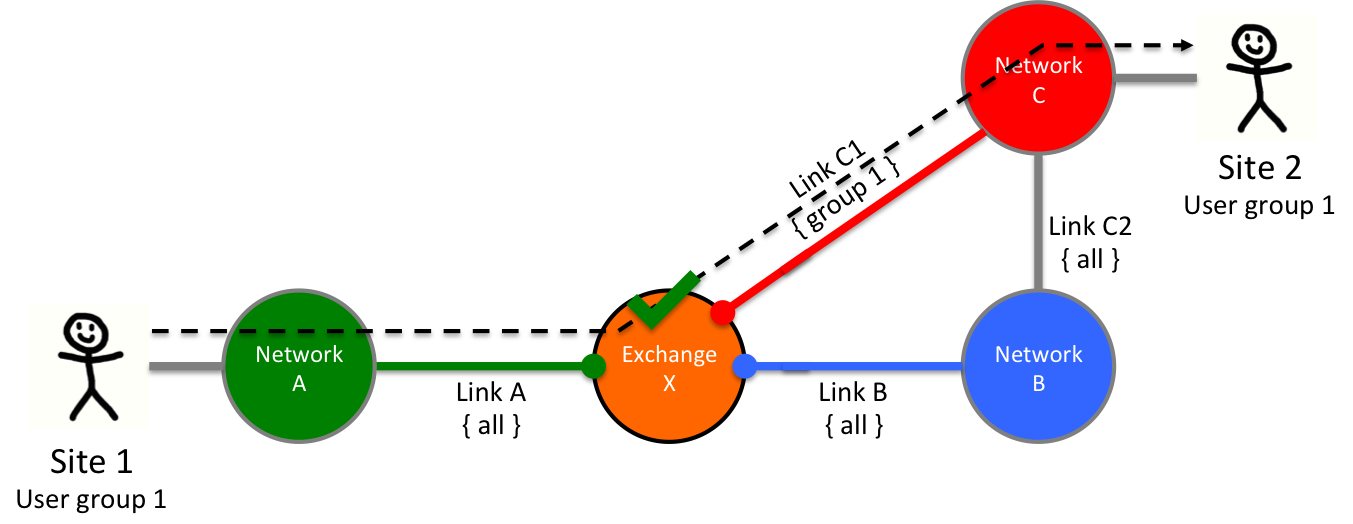 Network
C
Site 2
User group 1
Link C1
{ group 1 }
Link C2
{ all }
Network
A
Exchange
X
Network
B
Link A
{ all }
Link B
{ all }
Site 1
User group 1